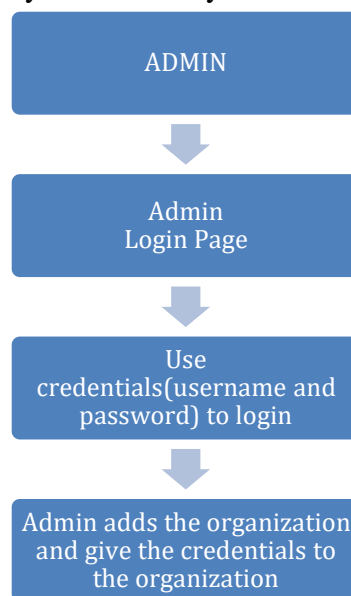 ADMIN
Admin
Login Page
Use
credentials(username and
password) to login
Admin adds the organization
and give the credentials to
the organization